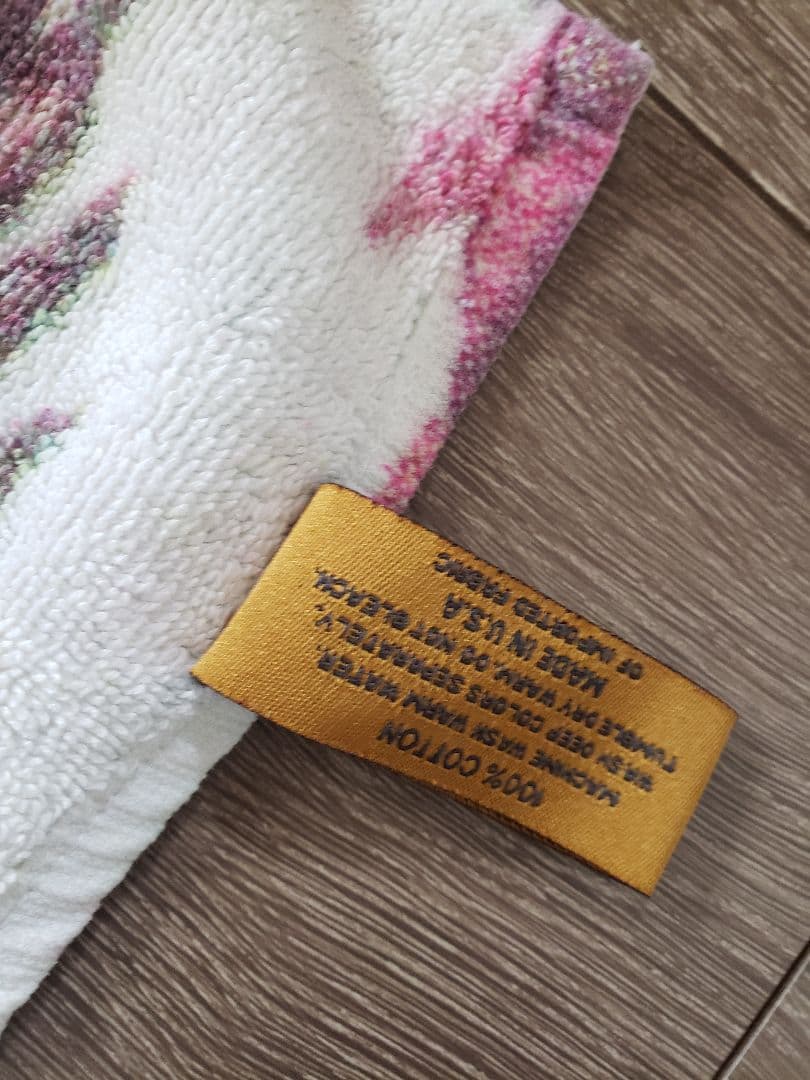 100% COTTON
MACHINE WASH WARM WATER.
WASH DEEP COLORS SEPARATELY.
TUMBLE DRY WARM. DO NOT BLEACH.
MADE IN U.S.A
OF IMPORTED FABRIC